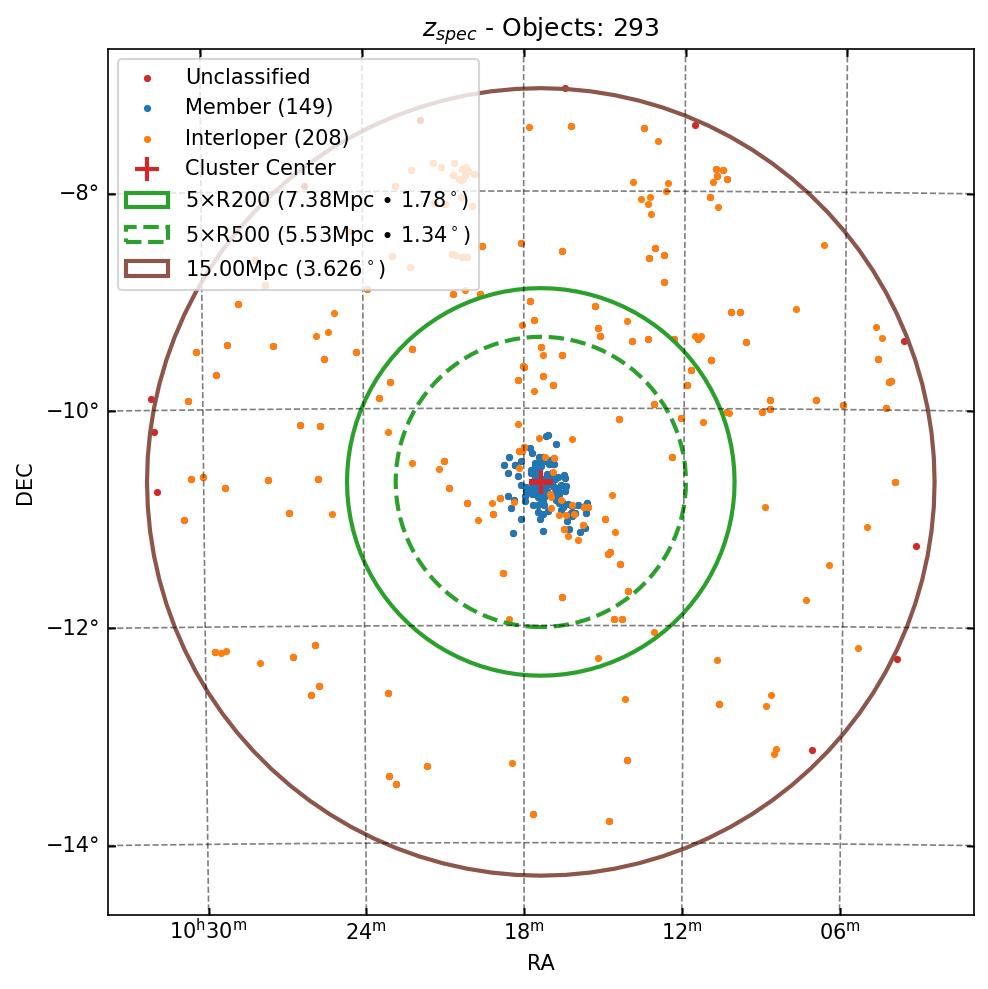 z_spec - Objects: 293
Unclassified
Member (149)
Interloper (208)
Cluster Center
5×R200 (7.38Mpc • 1.78°)
5×R500 (5.53Mpc • 1.34°)
15.00Mpc (3.626°)
−8°
−10°
−12°
−14°
DEC
10h30m 24m 18m 12m 06m
RA